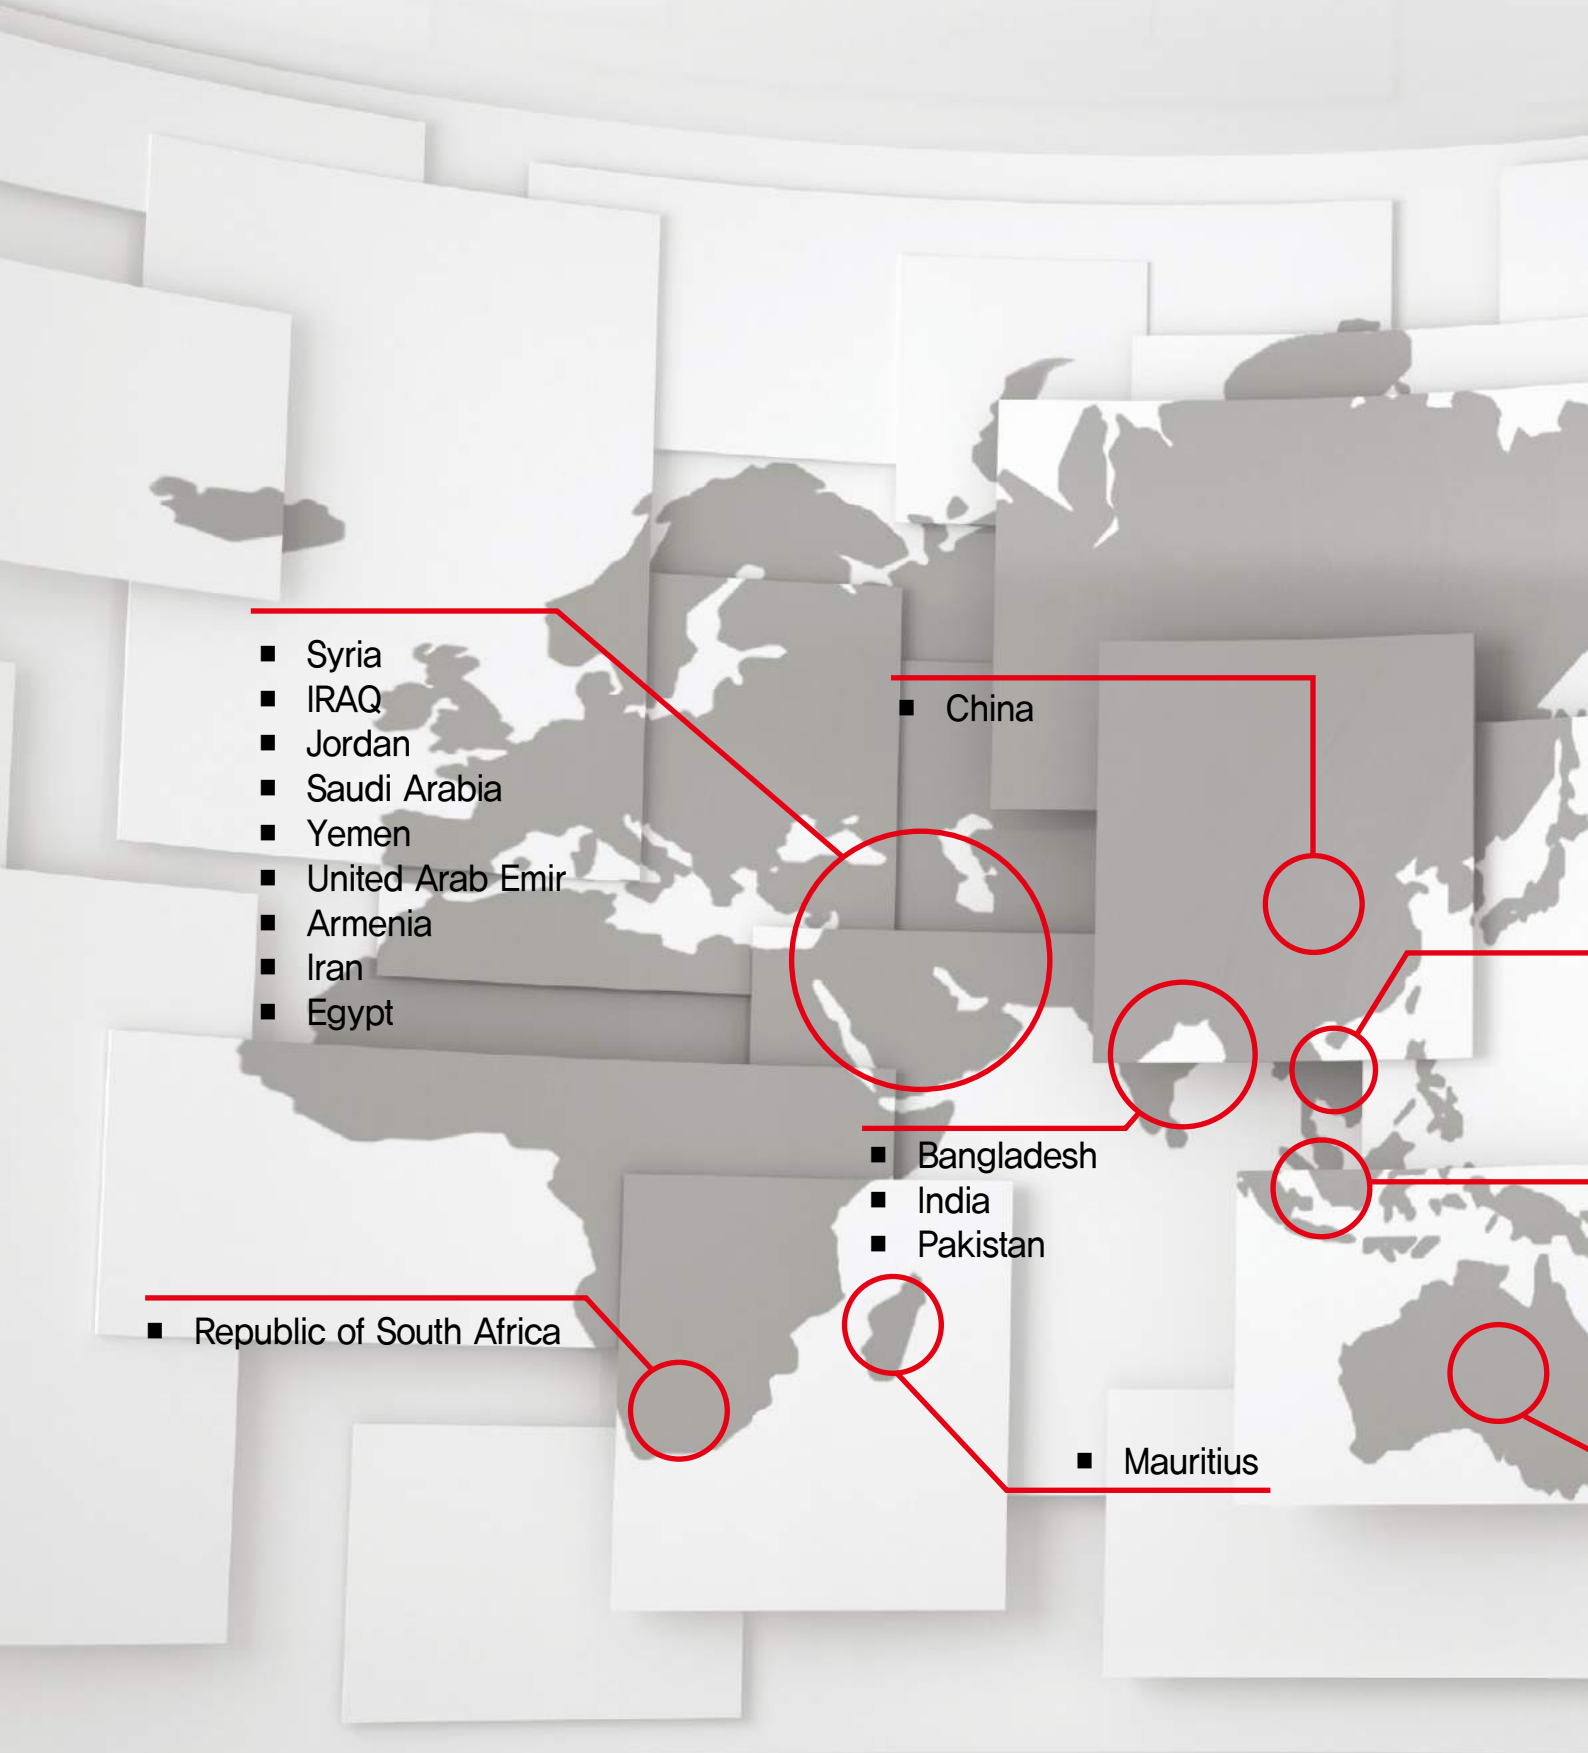 ■ Syria
■ IRAQ
■ Jordan
■ Saudi Arabia
■ Yemen
■ United Arab Emir
■ Armenia
■ Iran
■ Egypt
■ China
■ Bangladesh
■ India
■ Pakistan
■ Republic of South Africa
■ Mauritius